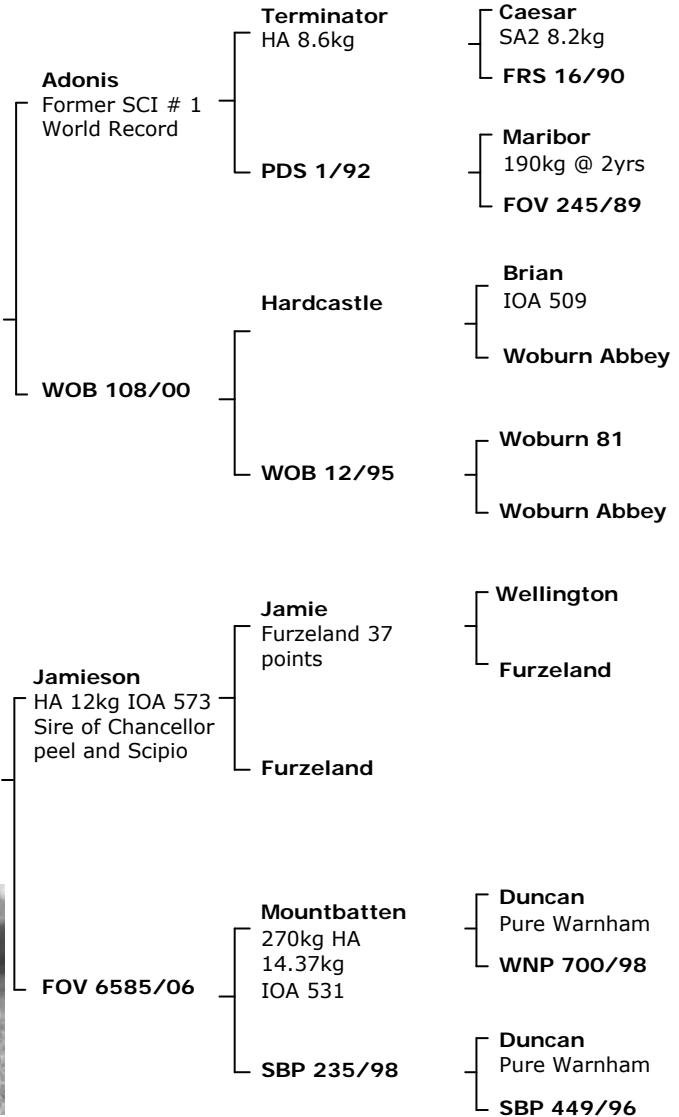 Terminator
HA 8.6kg
Caesar
SA2 8.2kg
FRS 16/90
Adonis
Former SCI # 1
World Record
Maribor
190kg @ 2yrs
PDS 1/92
FOV 245/89
Brian
IOA 509
Hardcastle
Woburn Abbey
WOB 108/00
Woburn 81
WOB 12/95
Woburn Abbey
Wellington
Jamie
Furzeland 37
points
Furzeland
Jamieson
HA 12kg IOA 573
Sire of Chancellor
peel and Scipio
Furzeland
Duncan
Pure Warnham
Mountbatten
270kg HA
14.37kg
IOA 531
WNP 700/98
FOV 6585/06
Duncan
Pure Warnham
SBP 235/98
SBP 449/96